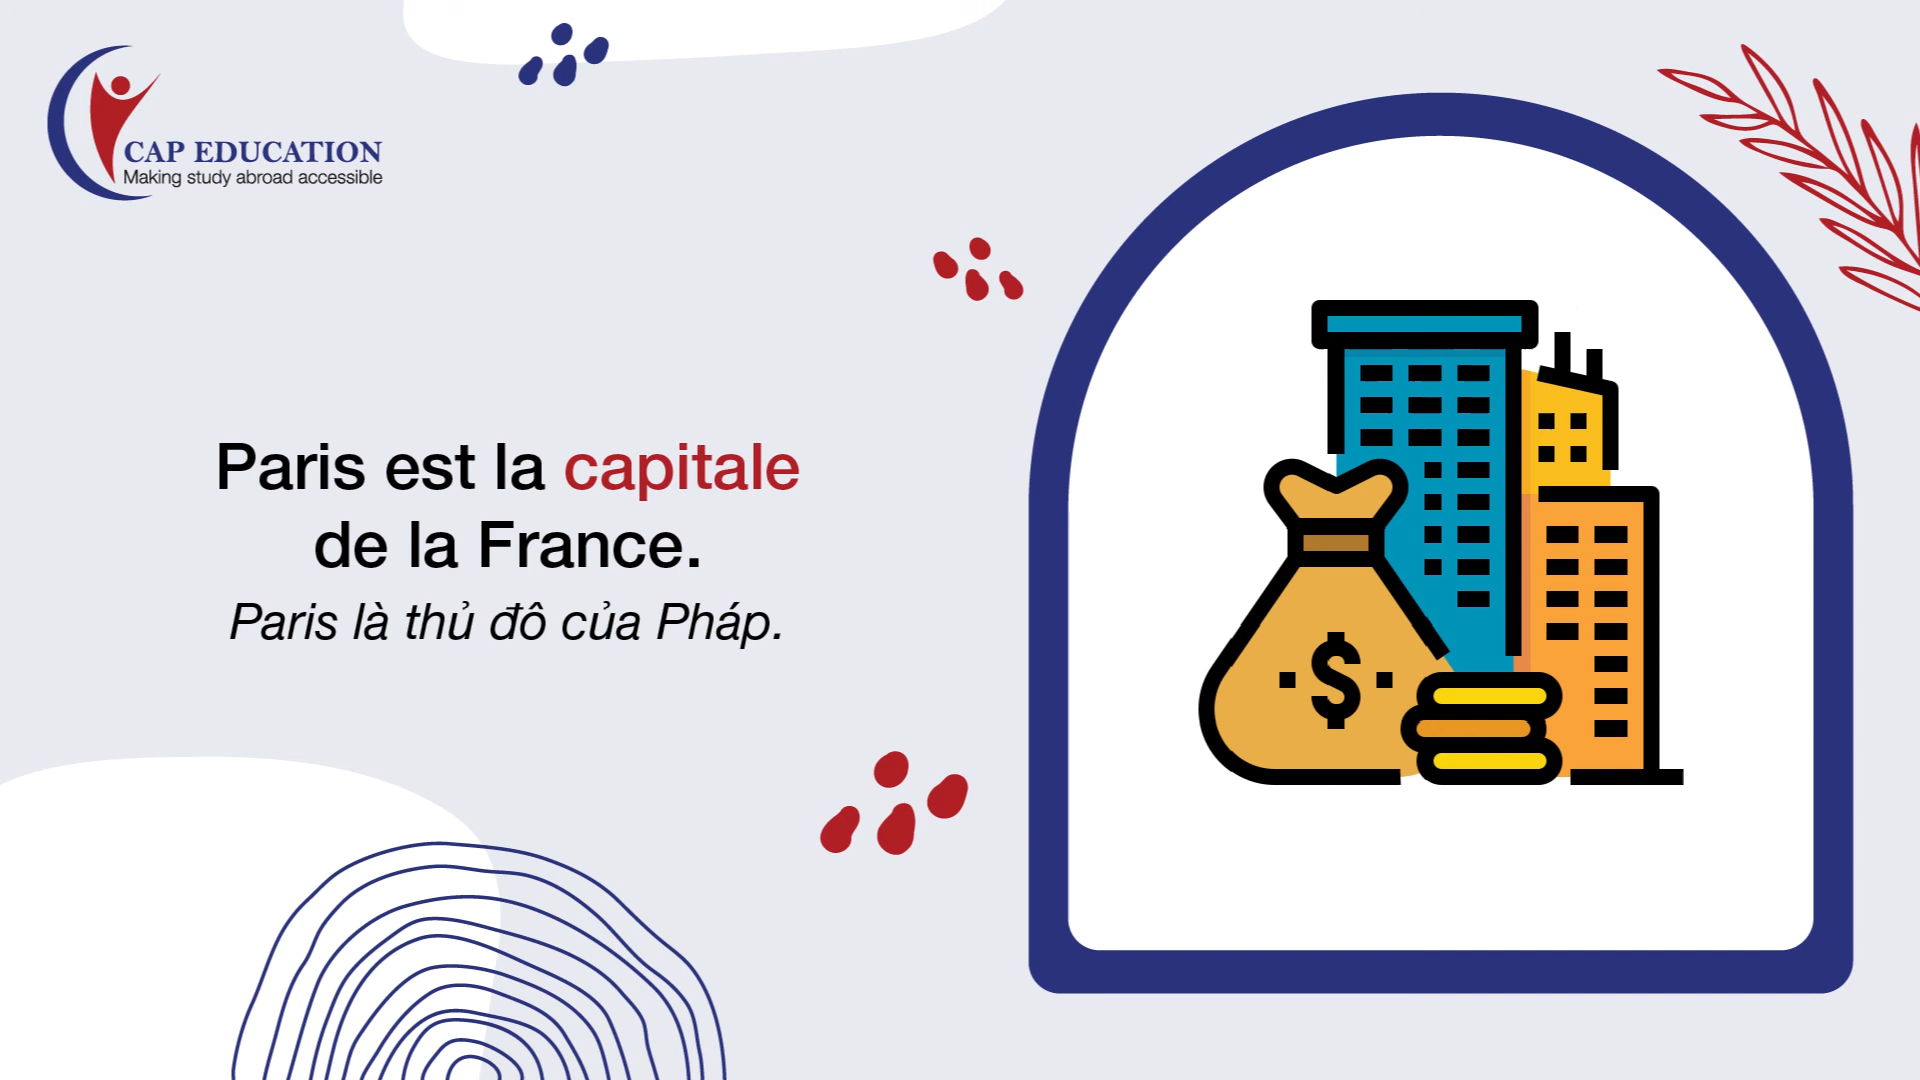 CAP EDUCATION
Making study abroad accessible
Paris est la capitale
de la France.
Paris là thủ đô của Pháp.
$